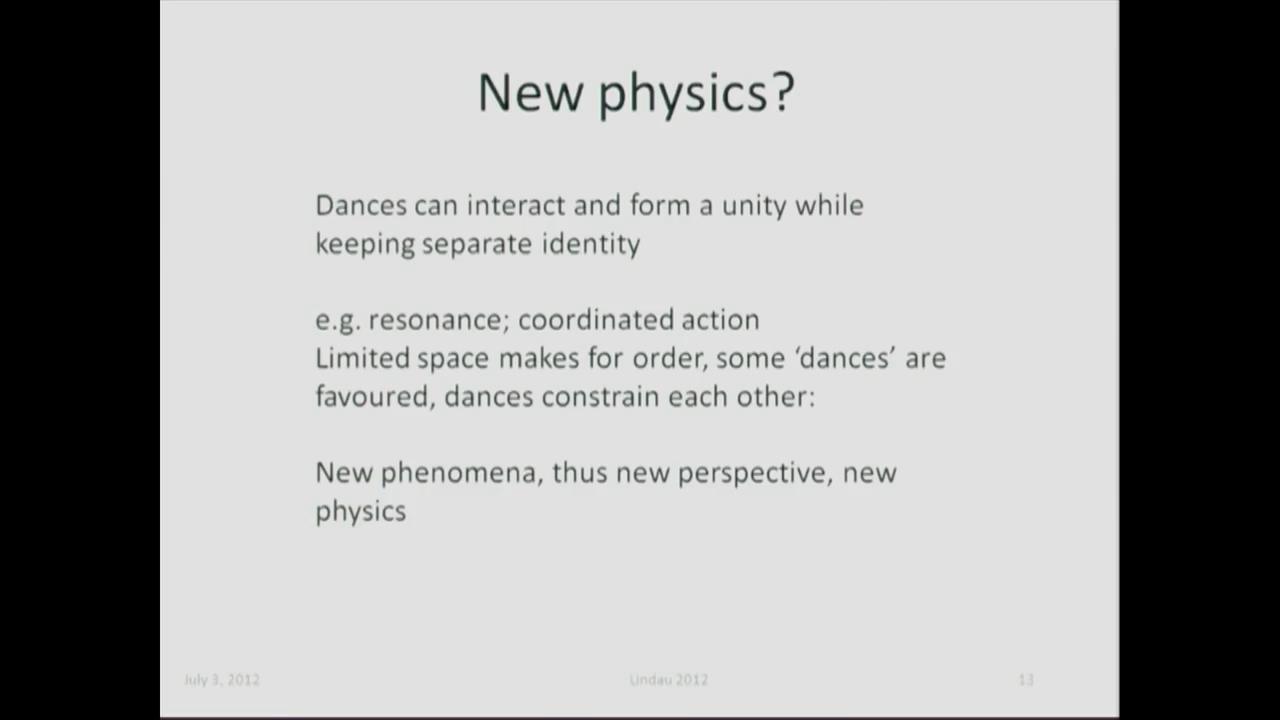 New physics?
Dances can interact and form a unity while
keeping separate identity
e.g. resonance; coordinated action
Limited space makes for order, some ‘dances’ are
favoured, dances constrain each other:
New phenomena, thus new perspective, new
physics
July 3, 2012
Lindau 2012
13